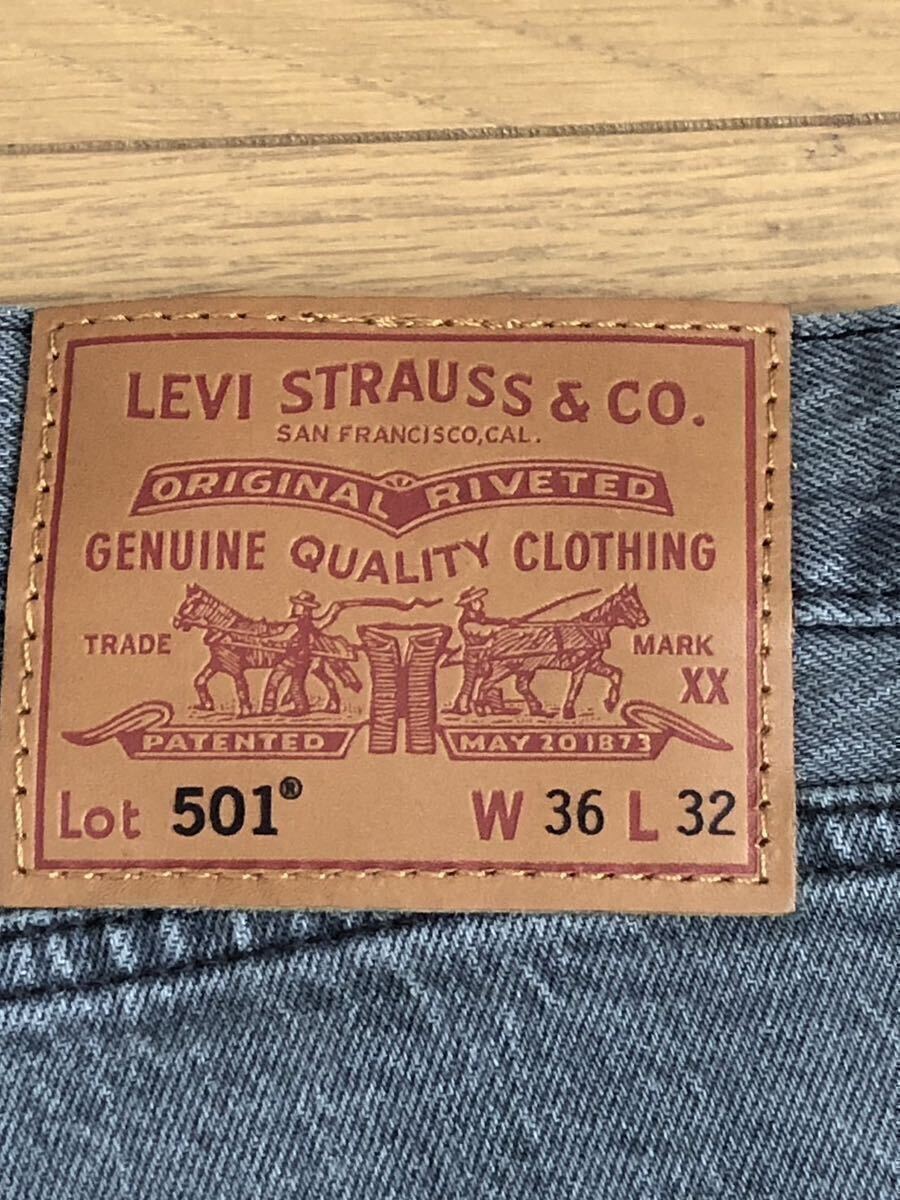 LEVI STRAUSS & CO.
SAN FRANCISCO, CAL.
ORIGINAL RIVETED
GENUINE QUALITY CLOTHING
TRADE MARK
XX
PATENTED MAY 20 1873
Lot 501® W 36 L 32